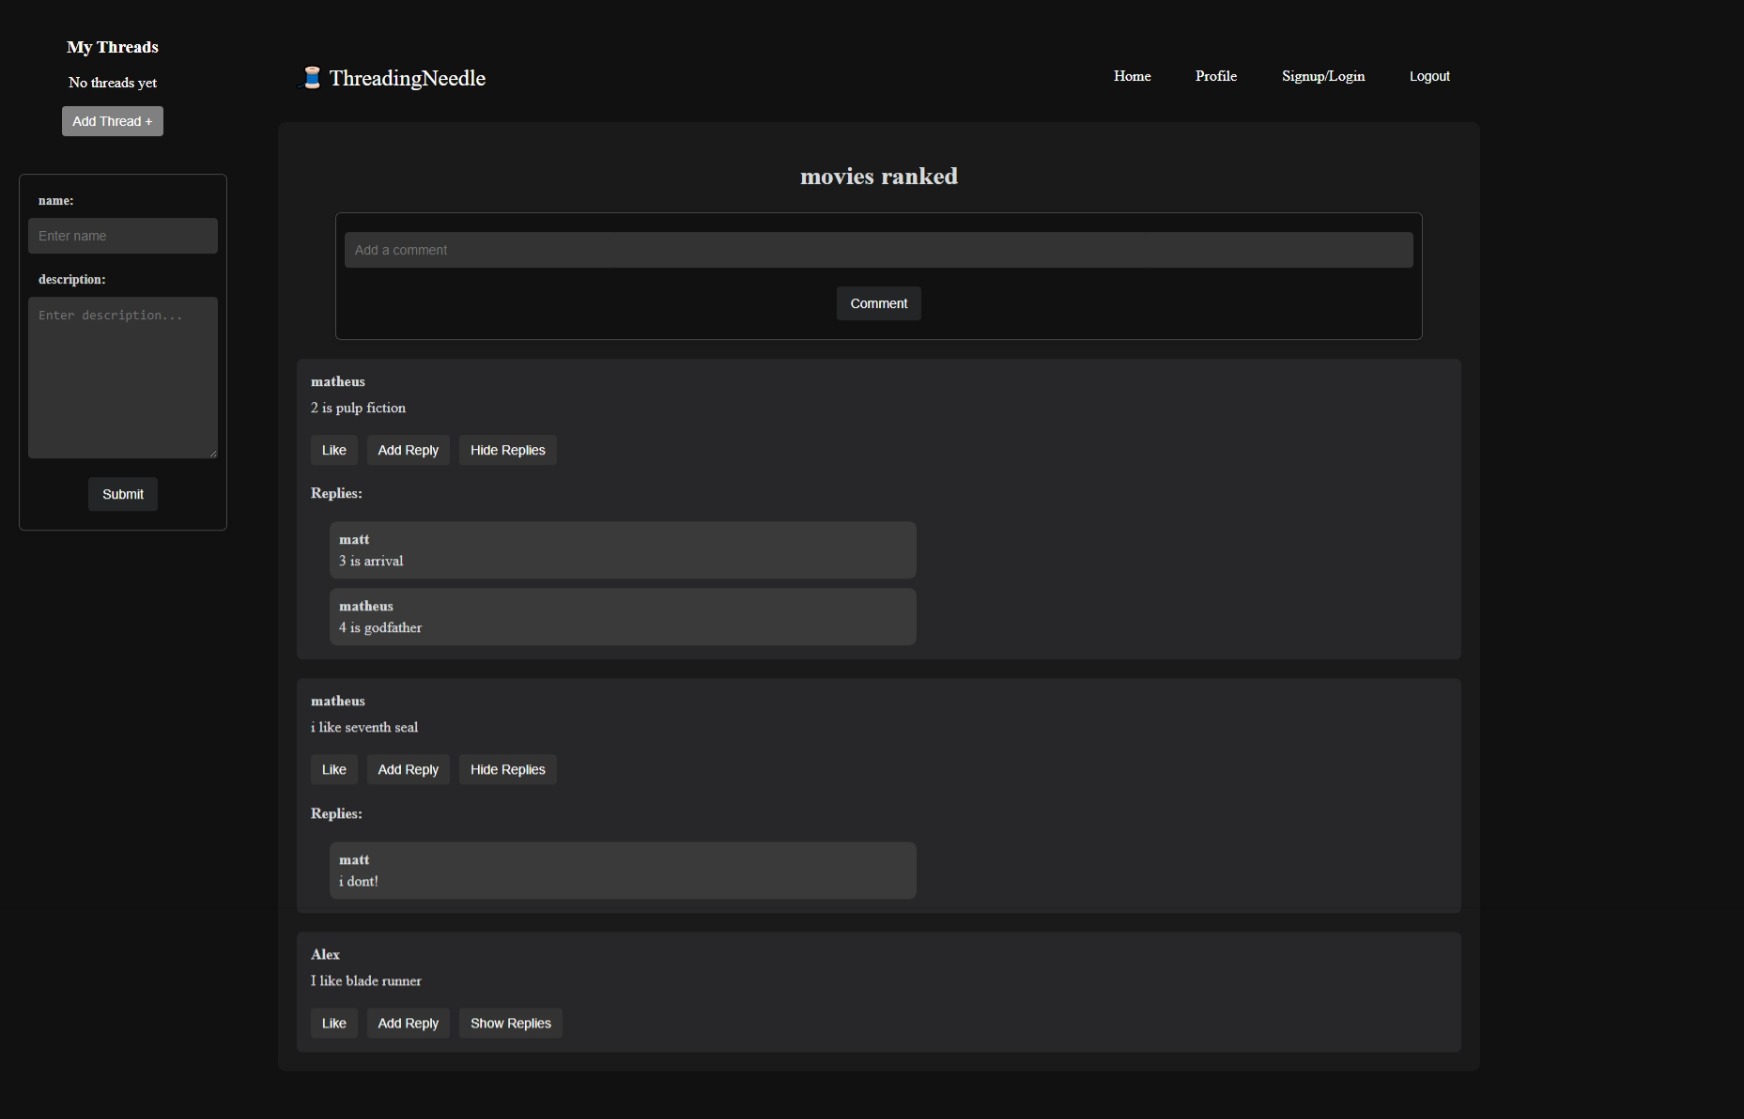 My Threads
No threads yet
Add Thread +
name:
Enter name
description:
Enter description...
Submit
ThreadingNeedle
Home
Profile
Signup/Login
Logout
movies ranked
Add a comment
Comment
matheus
2 is pulp fiction
Like
Add Reply
Hide Replies
Replies:
matt
3 is arrival
matheus
4 is godfather
matheus
i like seventh seal
Like
Add Reply
Hide Replies
Replies:
matt
i dont!
Alex
I like blade runner
Like
Add Reply
Show Replies